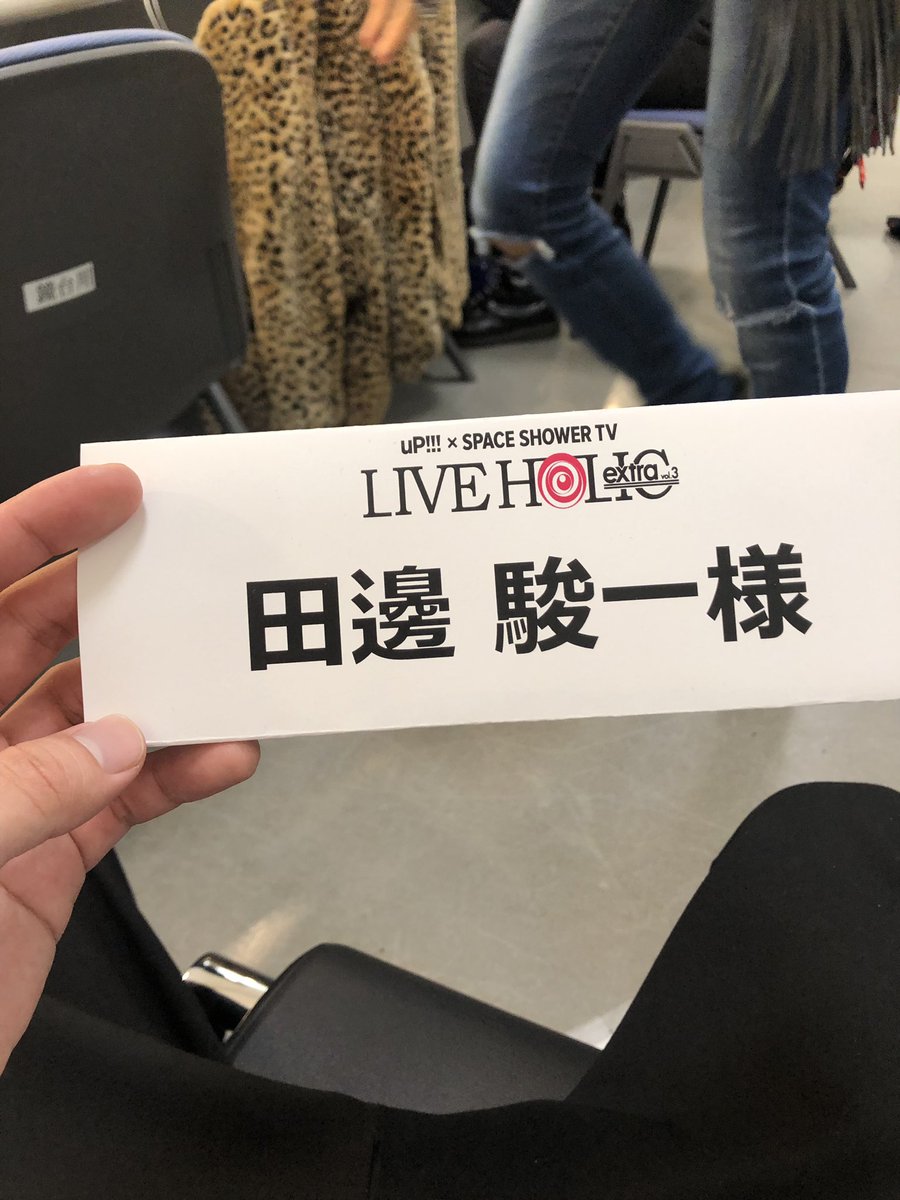 uP!!! × SPACE SHOWER TV
LIVE HOLIC extra vol.3
田邊 駿一様